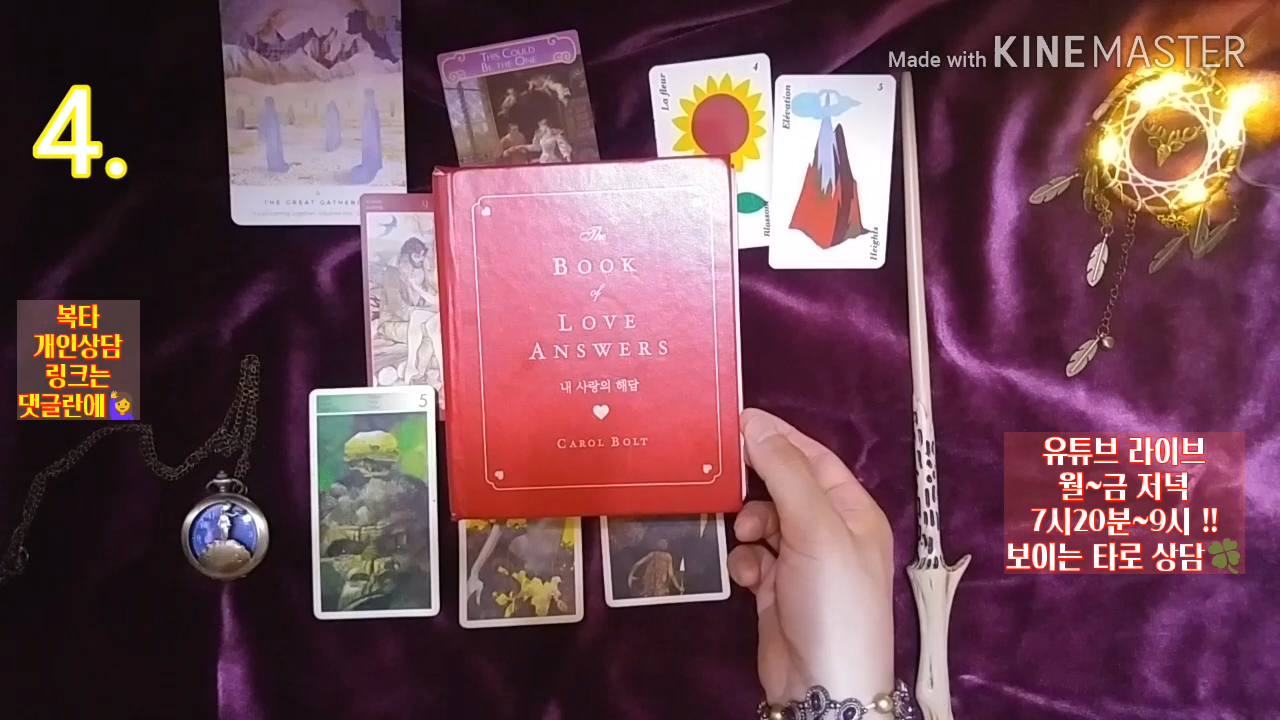 Made with KINEMASTER
4.
THIS COULD
BE THE ONE
La fleur
4
Blossom
Elévation
5
Heights
THE GREAT GATHERI
9
The
BOOK
of
LOVE
ANSWERS
내 사랑의 해답
CAROL BOLT
5
복타
개인상담
링크는
댓글란에
유튜브 라이브
월~금 저녁
7시20분~9시 !!
보이는 타로 상담